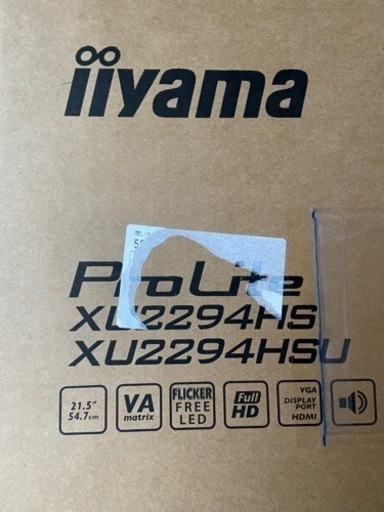 iiyama
ProLite
XU2294HS
XU2294HSU
21.5"
54.7cm
VA
matrix
FLICKER
FREE
LED
Full
HD
VGA
DISPLAY
PORT
HDMI